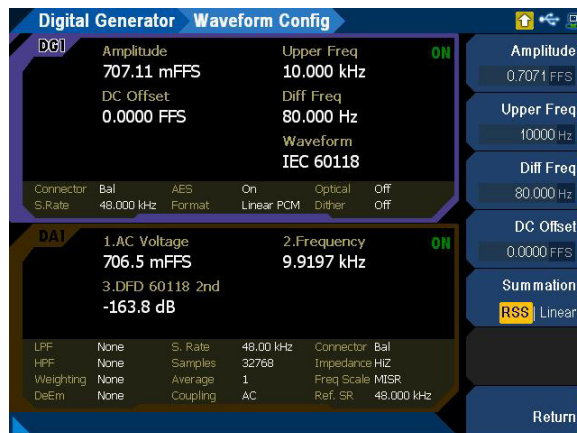 Digital Generator Waveform Config
DG1
Amplitude Upper Freq ON
707.11 mFFS 10.000 kHz
DC Offset Diff Freq
0.0000 FFS 80.000 Hz
Waveform
IEC 60118
Connector Bal AES On Optical Off
S.Rate 48.000 kHz Format Linear PCM Dither Off
DA1
1.AC Voltage 2.Frequency ON
706.5 mFFS 9.9197 kHz
3.DFD 60118 2nd
-163.8 dB
LPF None S. Rate 48.00 kHz Connector Bal
HPF None Samples 32768 Impedance HiZ
Weighting None Average 1 Freq Scale MISR
DeEm None Coupling AC Ref. SR 48.000 kHz
Amplitude
0.7071 FFS
Upper Freq
10000 Hz
Diff Freq
80.000 Hz
DC Offset
0.0000 FFS
Summation
RSS | Linear
Return